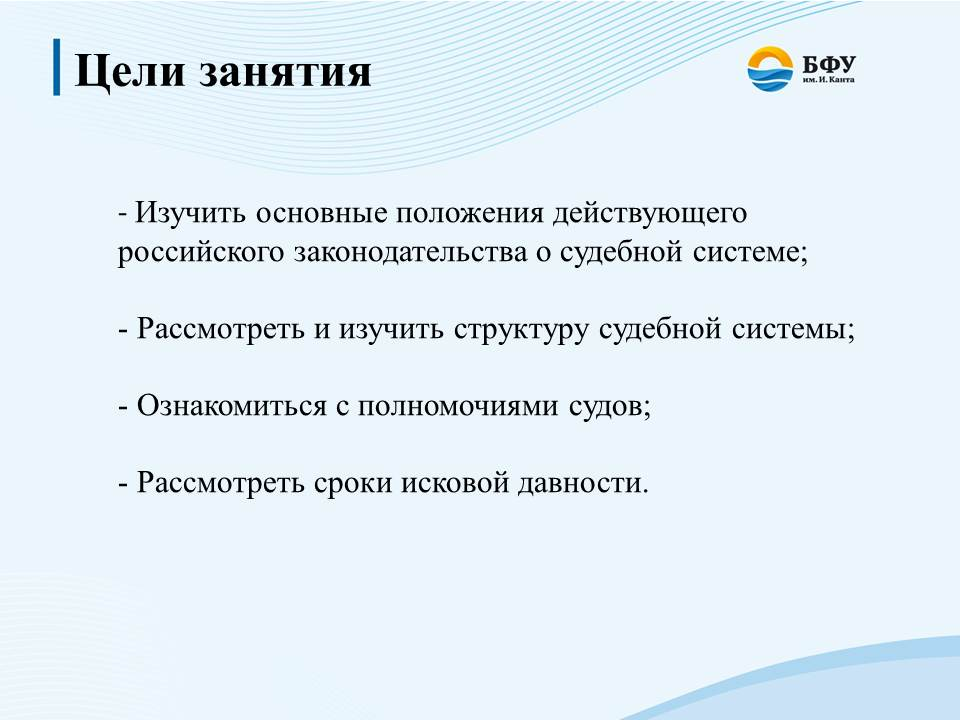 Цели занятия
БФУ
им. И. Канта
- Изучить основные положения действующего
российского законодательства о судебной системе;
- Рассмотреть и изучить структуру судебной системы;
- Ознакомиться с полномочиями судов;
- Рассмотреть сроки исковой давности.